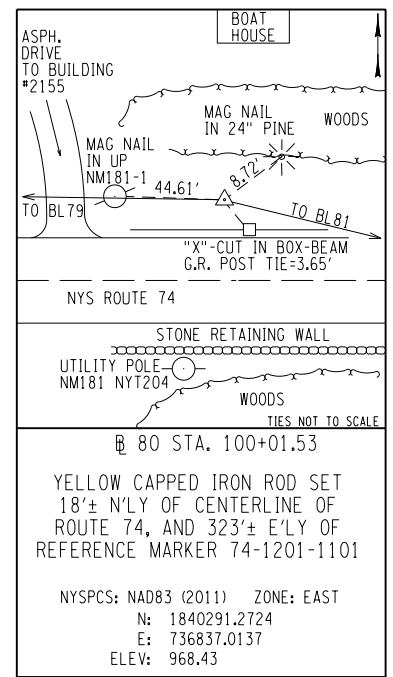 BOAT
HOUSE
ASPH.
DRIVE
TO BUILDING
#2155
MAG NAIL
IN 24" PINE
WOODS
MAG NAIL
IN UP
NM181-1
44.61'
8.72'
TO BL79
TO BL81
"X"-CUT IN BOX-BEAM
G.R. POST TIE=3.65'
NYS ROUTE 74
STONE RETAINING WALL
UTILITY POLE
NM181 NYT204
WOODS
TIES NOT TO SCALE
BL 80 STA. 100+01.53
YELLOW CAPPED IRON ROD SET
18'± N'LY OF CENTERLINE OF
ROUTE 74, AND 323'± E'LY OF
REFERENCE MARKER 74-1201-1101
NYSPCS: NAD83 (2011) ZONE: EAST
N: 1840291.2724
E: 736837.0137
ELEV: 968.43